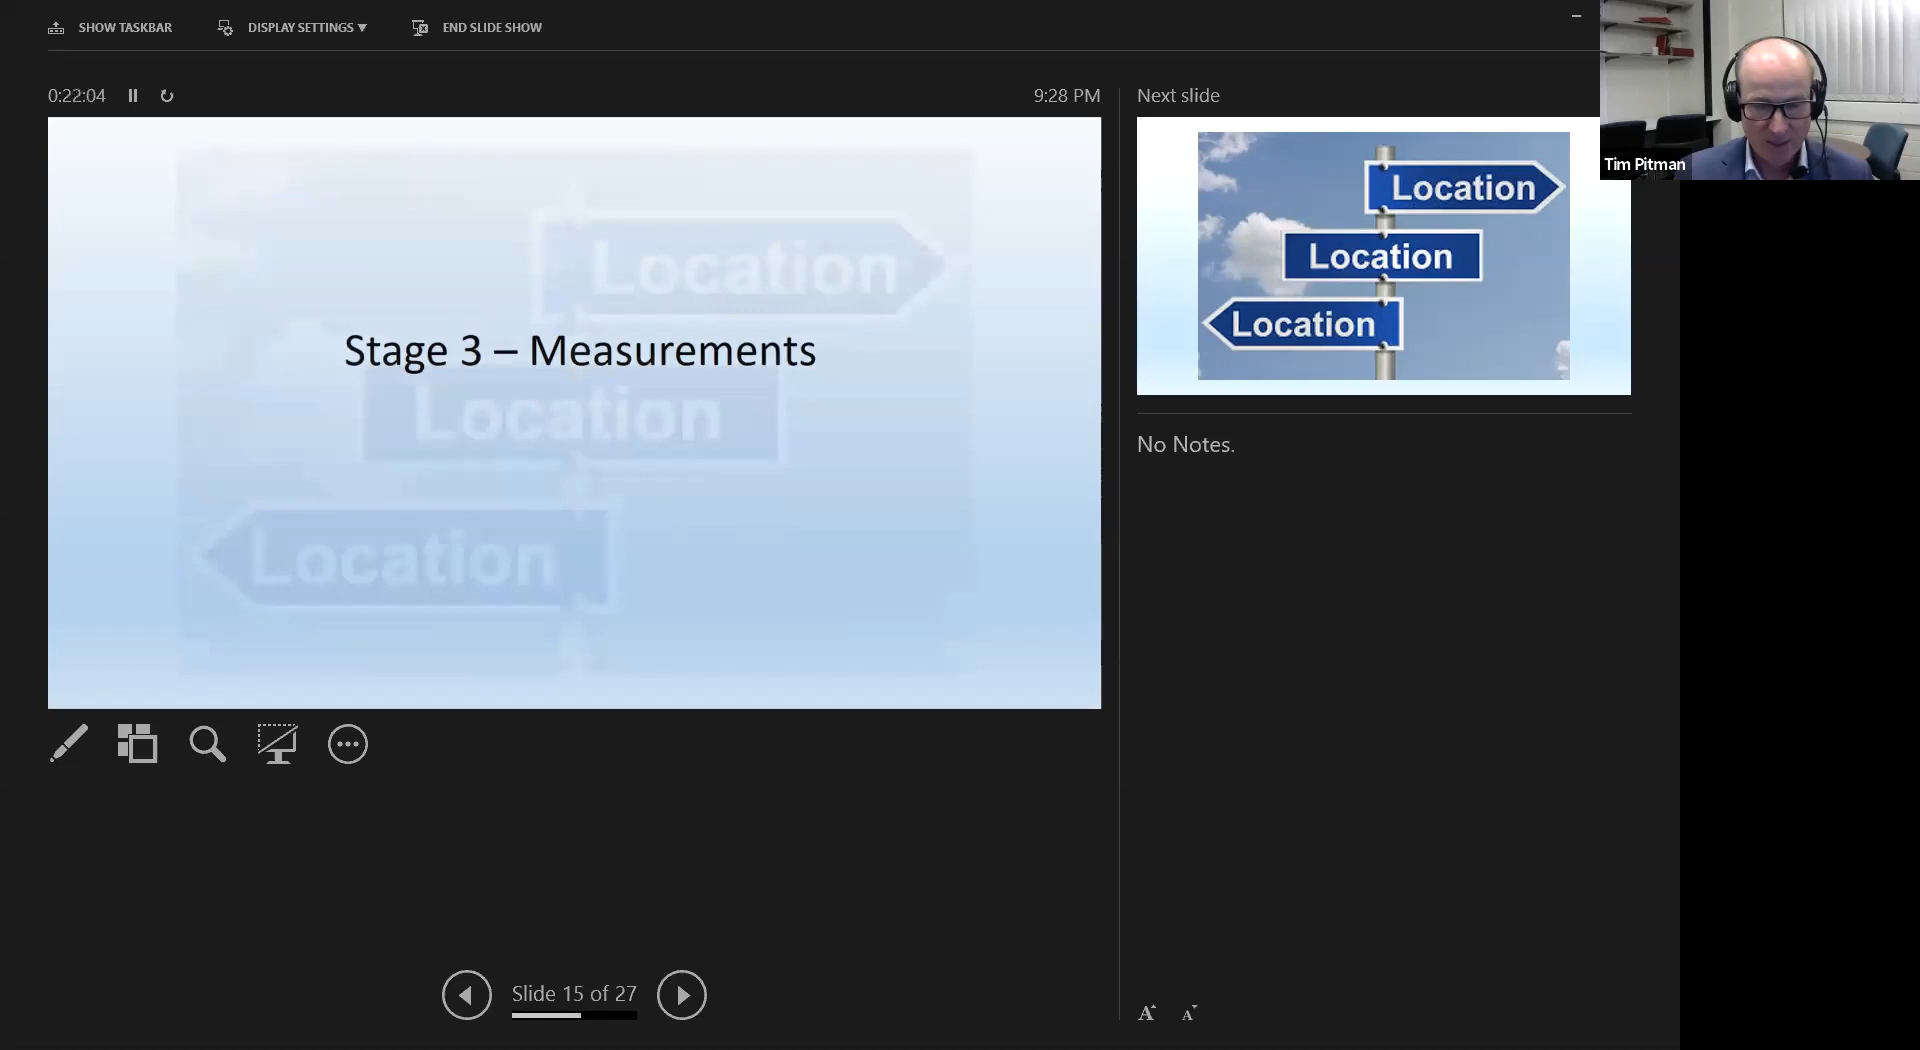 SHOW TASKBAR
DISPLAY SETTINGS ▼
END SLIDE SHOW
0:22:04
9:28 PM
Next slide
Tim Pitman
Location
Stage 3 – Measurements
Location
Location
Location
Location
Location
No Notes.
Slide 15 of 27
A A